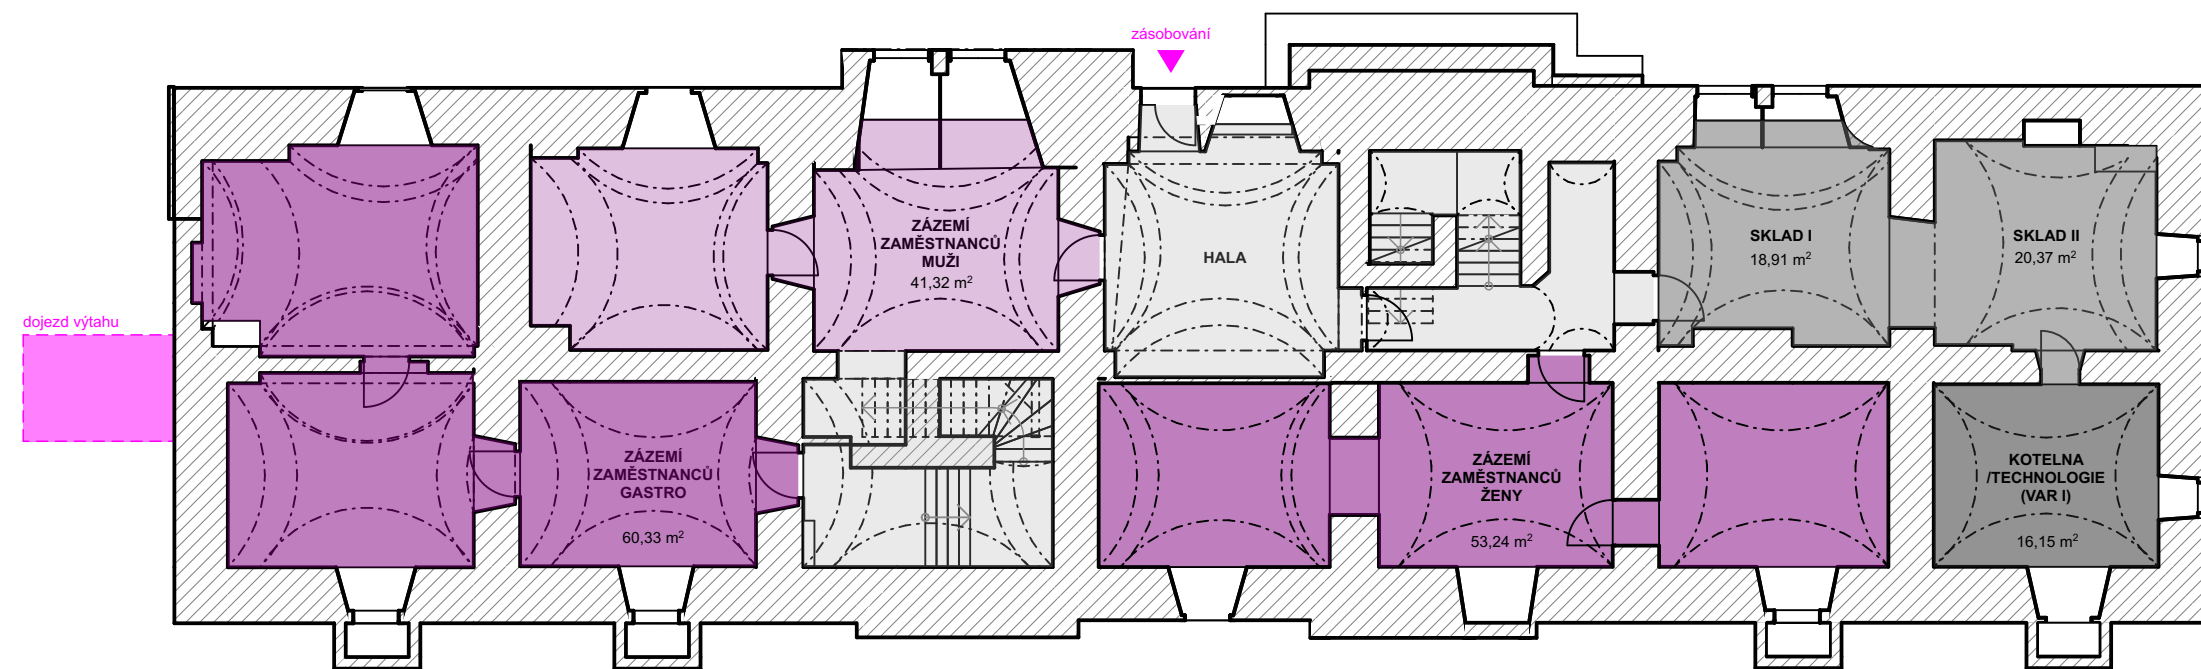 zásobování
dojezd výtahu
ZÁZEMÍ
ZAMĚSTNANCŮ
MUŽI
41,32 m²
HALA
SKLAD I
18,91 m²
SKLAD II
20,37 m²
ZÁZEMÍ
ZAMĚSTNANCŮ
GASTRO
60,33 m²
ZÁZEMÍ
ZAMĚSTNANCŮ
ŽENY
53,24 m²
KOTELNA
/TECHNOLOGIE
(VAR I)
16,15 m²